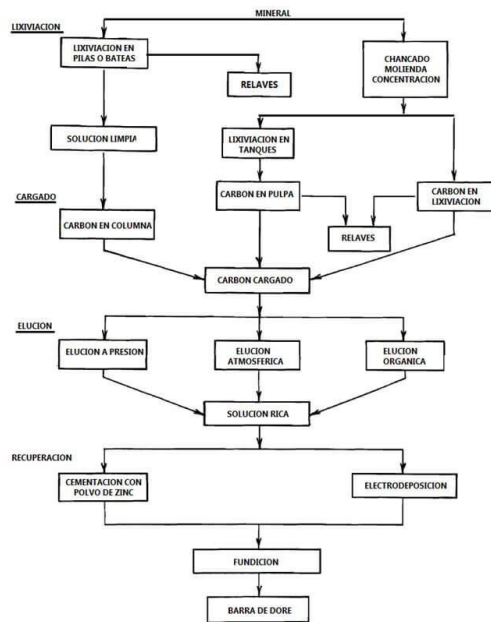 MINERAL
LIXIVIACION
LIXIVIACION EN
PILAS O BATEAS
RELAVES
CHANCADO
MOLIENDA
CONCENTRACION
SOLUCION LIMPIA
LIXIVIACION EN
TANQUES
CARGADO
CARBON EN PULPA
CARBON EN
LIXIVIACION
CARBON EN COLUMNA
RELAVES
CARBON CARGADO
ELUCION
ELUCION A PRESION
ELUCION
ATMOSFERICA
ELUCION
ORGANICA
SOLUCION RICA
RECUPERACION
CEMENTACION CON
POLVO DE ZINC
ELECTRODEPOSICION
FUNDICION
BARRA DE DORE